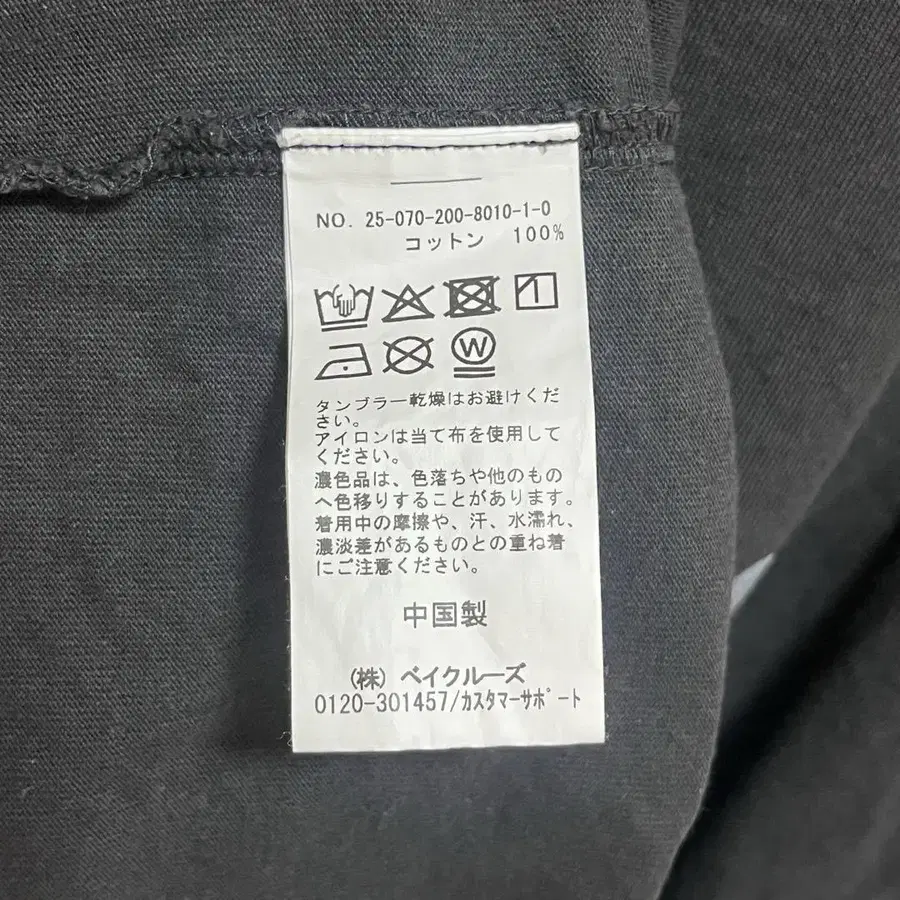 NO. 25-070-200-8010-1-0
コットン 100%
W
タンブラー乾燥はお避けくだ
さい。
アイロンは当て布を使用して
ください。
濃色品は、色落ちや他のもの
へ色移りすることがあります。
着用中の摩擦や、汗、水濡れ、
濃淡差があるものとの重ね着
にご注意ください。
中国製
(株) ベイクルーズ
0120-301457/ｶｽﾀﾏｰｻﾎﾟｰﾄ